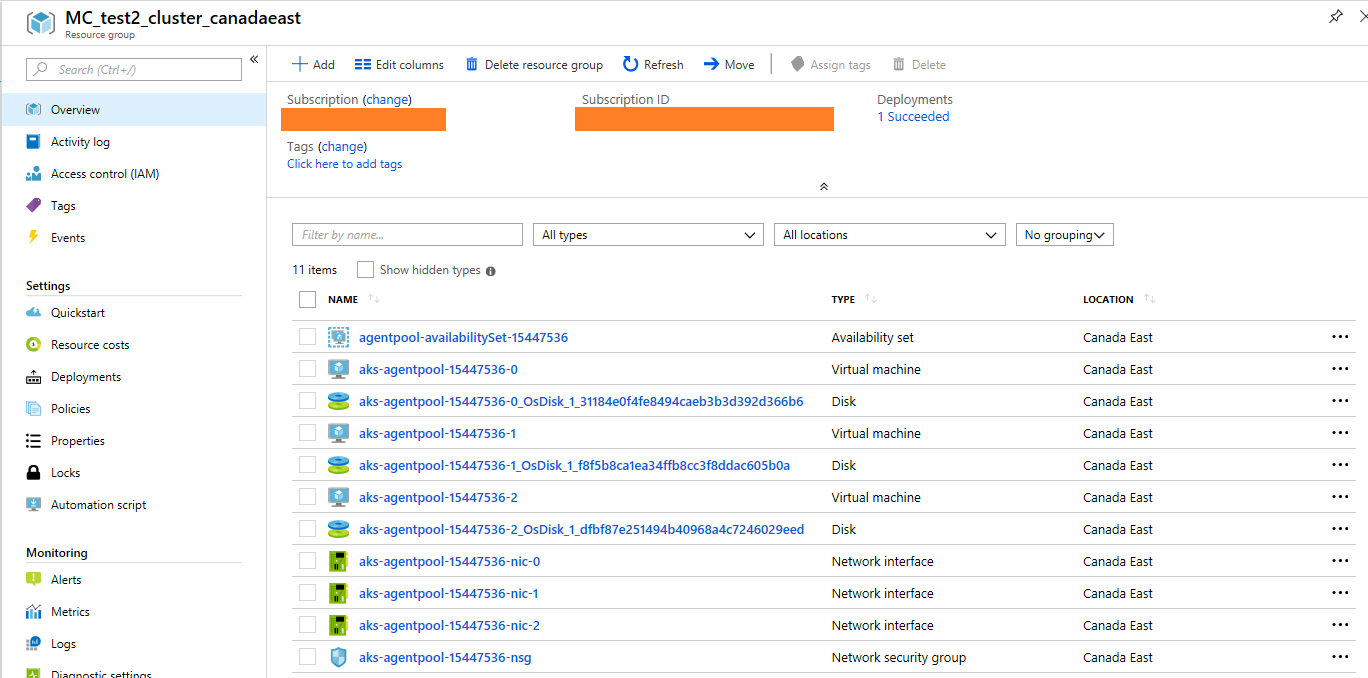 MC_test2_cluster_canadaeast
Resource group
Search (Ctrl+/)
Overview
Activity log
Access control (IAM)
Tags
Events
Settings
Quickstart
Resource costs
Deployments
Policies
Properties
Locks
Automation script
Monitoring
Alerts
Metrics
Logs
Diagnostic settings
Add Edit columns Delete resource group Refresh Move Assign tags Delete
Subscription (change) Subscription ID Deployments
1 Succeeded
Tags (change)
Click here to add tags
Filter by name... All types All locations No grouping
11 items Show hidden types
NAME TYPE LOCATION
agentpool-availabilitySet-15447536 Availability set Canada East
aks-agentpool-15447536-0 Virtual machine Canada East
aks-agentpool-15447536-0_OsDisk_1_31184e0f4fe8494caeb3b3d392d366b6 Disk Canada East
aks-agentpool-15447536-1 Virtual machine Canada East
aks-agentpool-15447536-1_OsDisk_1_f8f5b8ca1ea34ffb8cc3f8ddac605b0a Disk Canada East
aks-agentpool-15447536-2 Virtual machine Canada East
aks-agentpool-15447536-2_OsDisk_1_dfbf87e251494b40968a4c7246029eed Disk Canada East
aks-agentpool-15447536-nic-0 Network interface Canada East
aks-agentpool-15447536-nic-1 Network interface Canada East
aks-agentpool-15447536-nic-2 Network interface Canada East
aks-agentpool-15447536-nsg Network security group Canada East